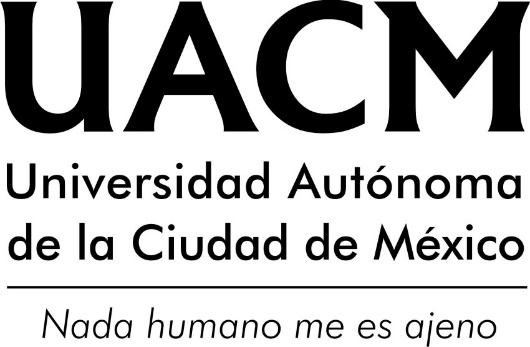 UACM
Universidad Autónoma
de la Ciudad de México
Nada humano me es ajeno